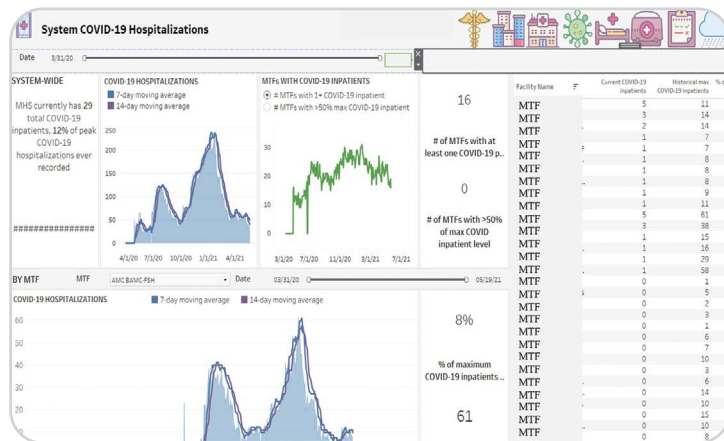 System COVID-19 Hospitalizations
Date 3/31/20
SYSTEM-WIDE
MHS currently has 29
total COVID-19
inpatients, 12% of peak
COVID-19
hospitalizations ever
recorded
###############
COVID-19 HOSPITALIZATIONS
7-day moving average
14-day moving average
250
200
150
100
50
0
4/1/20 7/1/20 10/1/20 1/1/21 4/1/21
MTFs WITH COVID-19 INPATIENTS
# MTFs with 1+ COVID-19 inpatient
# MTFs with >50% max COVID-19 inpatient
30
20
10
0
3/1/20 7/1/20 11/1/20 3/1/21 7/1/21
16
# of MTFs with at
least one COVID-19 p..
0
# of MTFs with >50%
of max COVID
inpatient level
BY MTF MTF AMC BAMC-FSH Date 03/31/20 05/19/21
COVID-19 HOSPITALIZATIONS 7-day moving average 14-day moving average
60
50
40
30
20
8%
% of maximum
COVID-19 inpatients ..
61
Facility Name Current COVID-19 inpatients Historical max COVID-19 inpatients
MTF 5 11
MTF 3 14
MTF 2 14
MTF 1 7
MTF 1 7
MTF 1 8
MTF 1 8
MTF 1 8
MTF 1 9
MTF 1 11
MTF 5 61
MTF 3 38
MTF 1 15
MTF 1 16
MTF 1 29
MTF 1 58
MTF 0 1
MTF 0 5
MTF 0 2
MTF 0 3
MTF 0 1
MTF 0 6
MTF 0 7
MTF 0 10
MTF 0 3
MTF 0 6
MTF 0 14
MTF 0 10
MTF 0 15
MTF 0 10
MTF 0 8